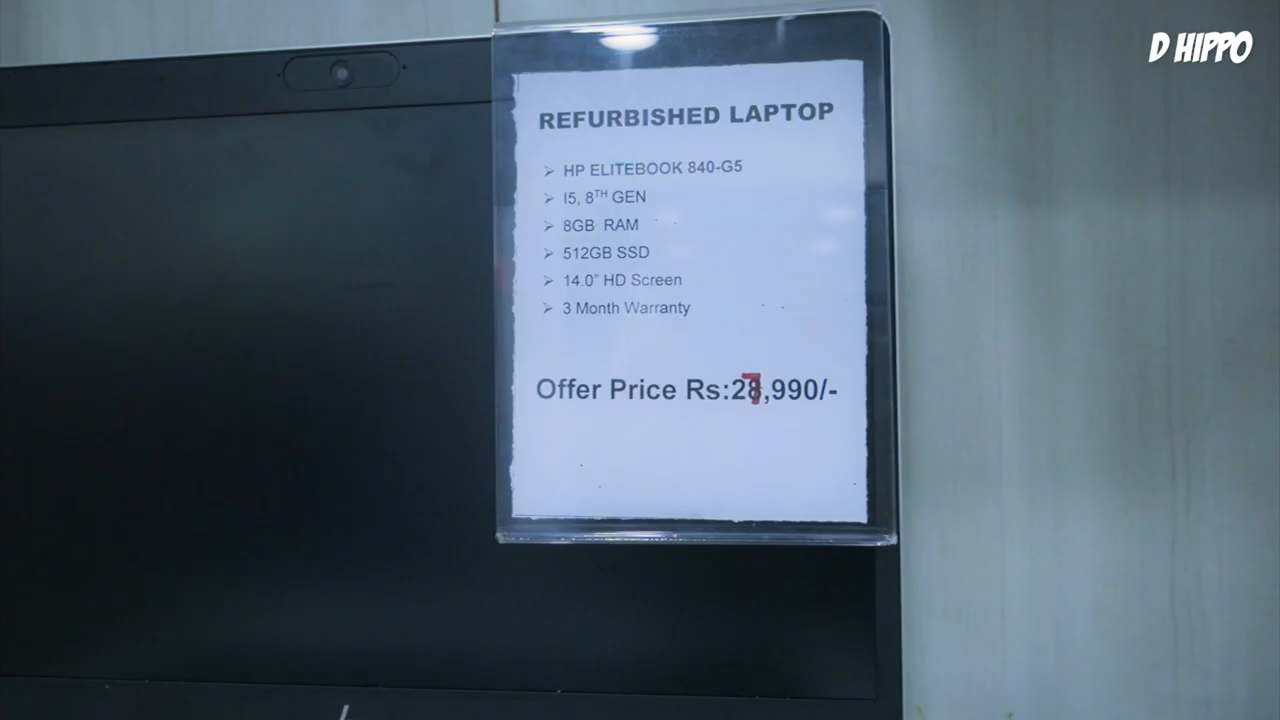 D HIPPO
REFURBISHED LAPTOP
➢ HP ELITEBOOK 840-G5
➢ I5, 8TH GEN
➢ 8GB RAM
➢ 512GB SSD
➢ 14.0" HD Screen
➢ 3 Month Warranty
Offer Price Rs:27,990/-